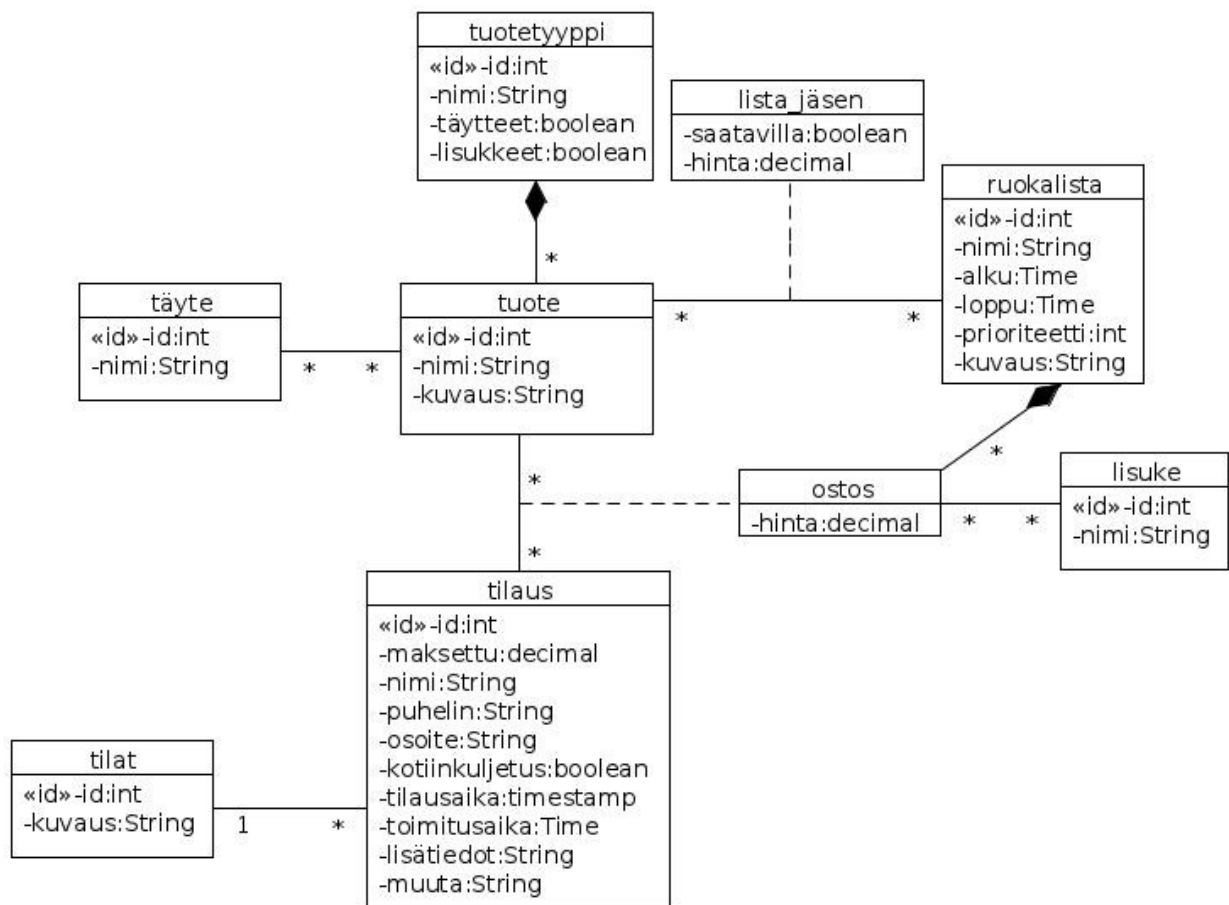 tuotetyyppi
«id»-id:int
-nimi:String
-täytteet:boolean
-lisukkeet:boolean
lista_jäsen
-saatavilla:boolean
-hinta:decimal
ruokalista
«id»-id:int
-nimi:String
-alku:Time
-loppu:Time
-prioriteetti:int
-kuvaus:String
*
täyte
«id»-id:int
-nimi:String
* *
tuote
«id»-id:int
-nimi:String
-kuvaus:String
* *
*
ostos
-hinta:decimal
* *
lisuke
«id»-id:int
-nimi:String
*
*
tilaus
«id»-id:int
-maksettu:decimal
-nimi:String
-puhelin:String
-osoite:String
-kotiinkuljetus:boolean
-tilausaika:timestamp
-toimitusaika:Time
-lisätiedot:String
-muuta:String
tilat
«id»-id:int
-kuvaus:String
1 *